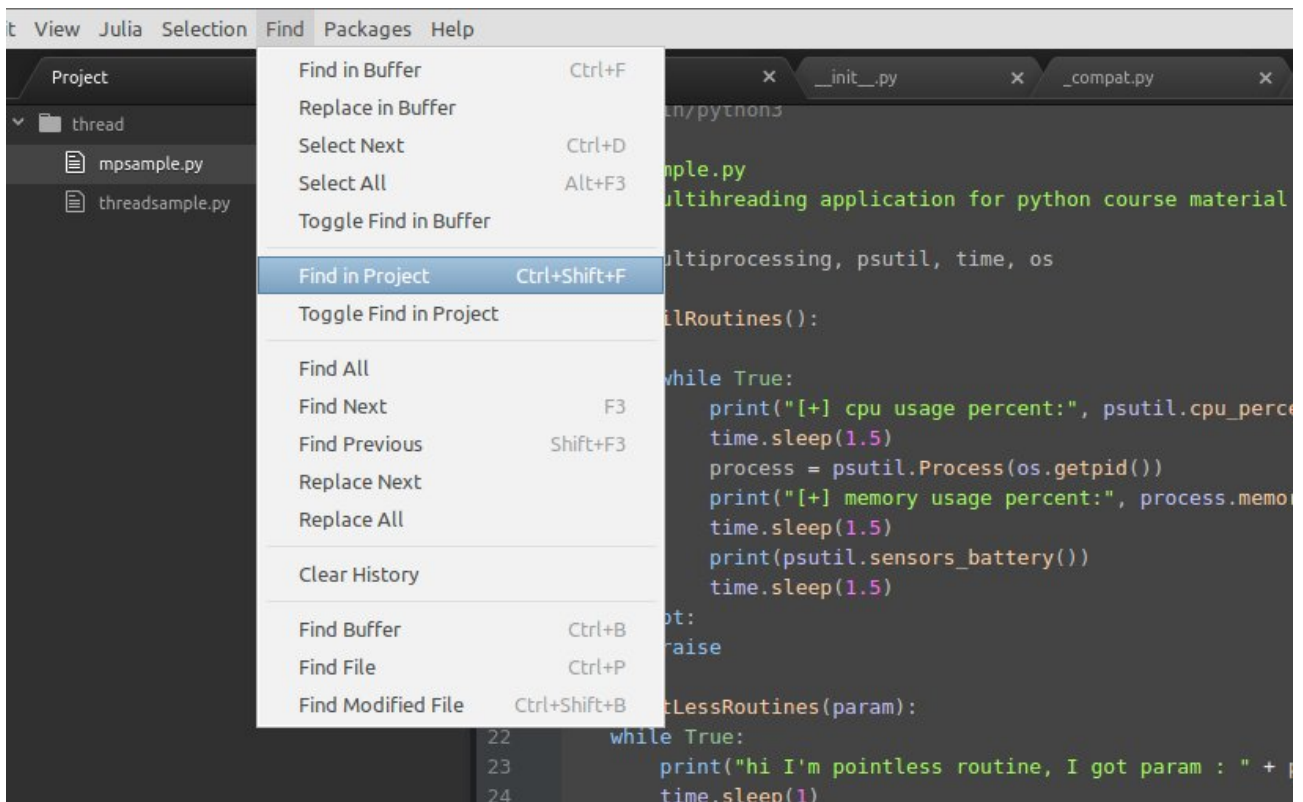 t View Julia Selection Find Packages Help
Project
thread
mpsample.py
threadsample.py
Find in Buffer Ctrl+F
Replace in Buffer
Select Next Ctrl+D
Select All Alt+F3
Toggle Find in Buffer
Find in Project Ctrl+Shift+F
Toggle Find in Project
Find All
Find Next F3
Find Previous Shift+F3
Replace Next
Replace All
Clear History
Find Buffer Ctrl+B
Find File Ctrl+P
Find Modified File Ctrl+Shift+B
__init__.py _compat.py
in/python3
mple.py
ultihreading application for python course material
ultiprocessing, psutil, time, os
ilRoutines():
while True:
print("[+] cpu usage percent:", psutil.cpu_perce
time.sleep(1.5)
process = psutil.Process(os.getpid())
print("[+] memory usage percent:", process.memor
time.sleep(1.5)
print(psutil.sensors_battery())
time.sleep(1.5)
pt:
raise
tLessRoutines(param):
22 while True:
23 print("hi I'm pointless routine, I got param : " + p
24 time.sleep(1)